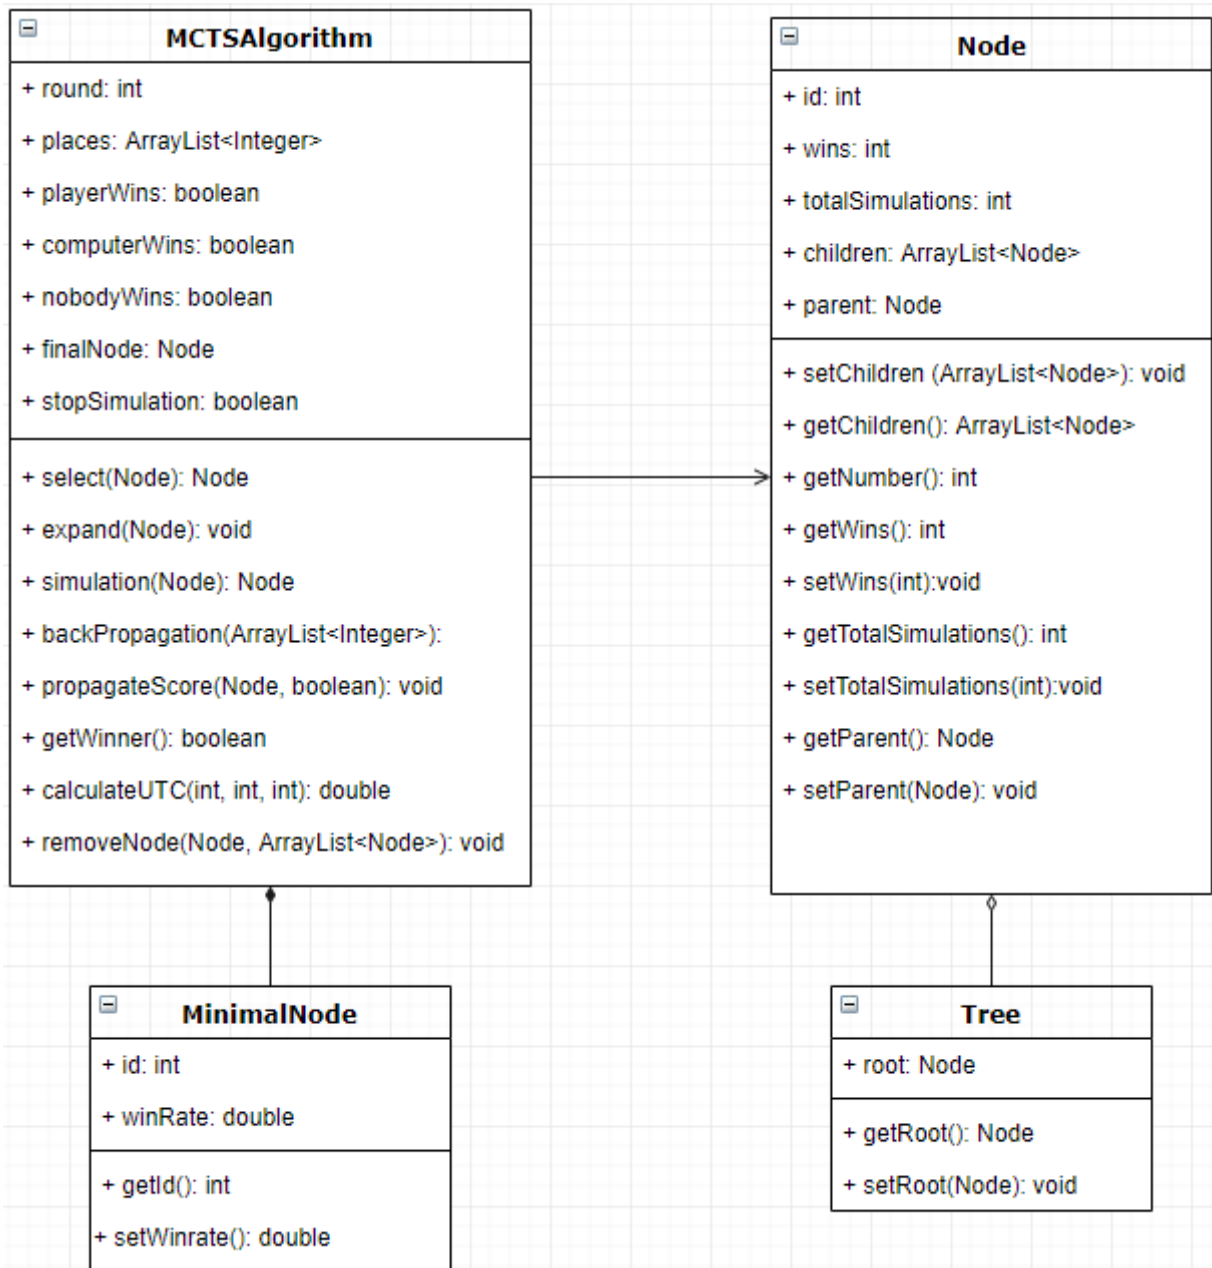 MCTSAlgorithm
+ round: int
+ places: ArrayList<Integer>
+ playerWins: boolean
+ computerWins: boolean
+ nobodyWins: boolean
+ finalNode: Node
+ stopSimulation: boolean
+ select(Node): Node
+ expand(Node): void
+ simulation(Node): Node
+ backPropagation(ArrayList<Integer>):
+ propagateScore(Node, boolean): void
+ getWinner(): boolean
+ calculateUTC(int, int, int): double
+ removeNode(Node, ArrayList<Node>): void
Node
+ id: int
+ wins: int
+ totalSimulations: int
+ children: ArrayList<Node>
+ parent: Node
+ setChildren (ArrayList<Node>): void
+ getChildren(): ArrayList<Node>
+ getNumber(): int
+ getWins(): int
+ setWins(int):void
+ getTotalSimulations(): int
+ setTotalSimulations(int):void
+ getParent(): Node
+ setParent(Node): void
MinimalNode
+ id: int
+ winRate: double
+ getId(): int
+ setWinrate(): double
Tree
+ root: Node
+ getRoot(): Node
+ setRoot(Node): void